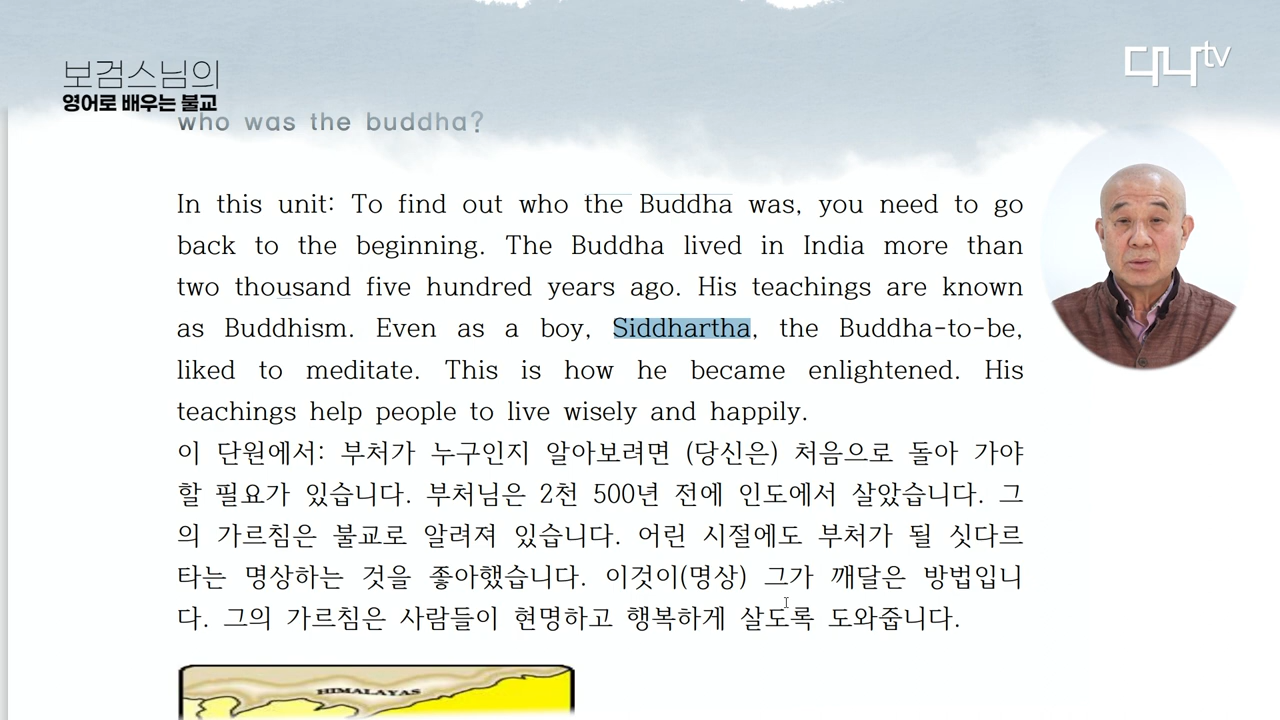 보검스님의
영어로 배우는 불교
다나tv
who was the buddha?
In this unit: To find out who the Buddha was, you need to go
back to the beginning. The Buddha lived in India more than
two thousand five hundred years ago. His teachings are known
as Buddhism. Even as a boy, Siddhartha, the Buddha-to-be,
liked to meditate. This is how he became enlightened. His
teachings help people to live wisely and happily.
이 단원에서: 부처가 누구인지 알아보려면 (당신은) 처음으로 돌아 가야
할 필요가 있습니다. 부처님은 2천 500년 전에 인도에서 살았습니다. 그
의 가르침은 불교로 알려져 있습니다. 어린 시절에도 부처가 될 싯다르
타는 명상하는 것을 좋아했습니다. 이것이(명상) 그가 깨달은 방법입니
다. 그의 가르침은 사람들이 현명하고 행복하게 살도록 도와줍니다.
HIMALAYAS